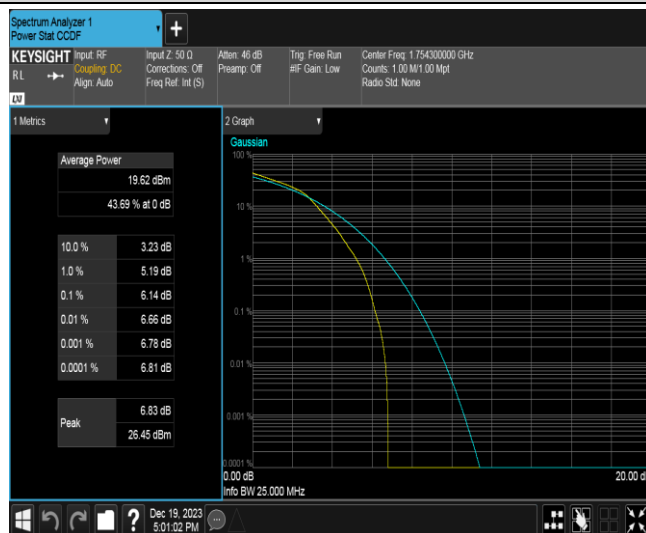 Spectrum Analyzer 1
Power Stat CCDF
KEYSIGHT
RL
LXI
Input: RF
Coupling: DC
Align: Auto
Input Z: 50 Ω
Corrections: Off
Freq Ref: Int (S)
Atten: 46 dB
Preamp: Off
Trig: Free Run
#IF Gain: Low
Center Freq: 1.754300000 GHz
Counts: 1.00 M/1.00 Mpt
Radio Std: None
1 Metrics
Average Power
19.62 dBm
43.69 % at 0 dB
10.0 % 3.23 dB
1.0 % 5.19 dB
0.1 % 6.14 dB
0.01 % 6.66 dB
0.001 % 6.78 dB
0.0001 % 6.81 dB
Peak
6.83 dB
26.45 dBm
2 Graph
Gaussian
100 %
10 %
1 %
0.1 %
0.01 %
0.001 %
0.0001 %
0.00 dB
20.00 d
Info BW 25.000 MHz
?
Dec 19, 2023
5:01:02 PM